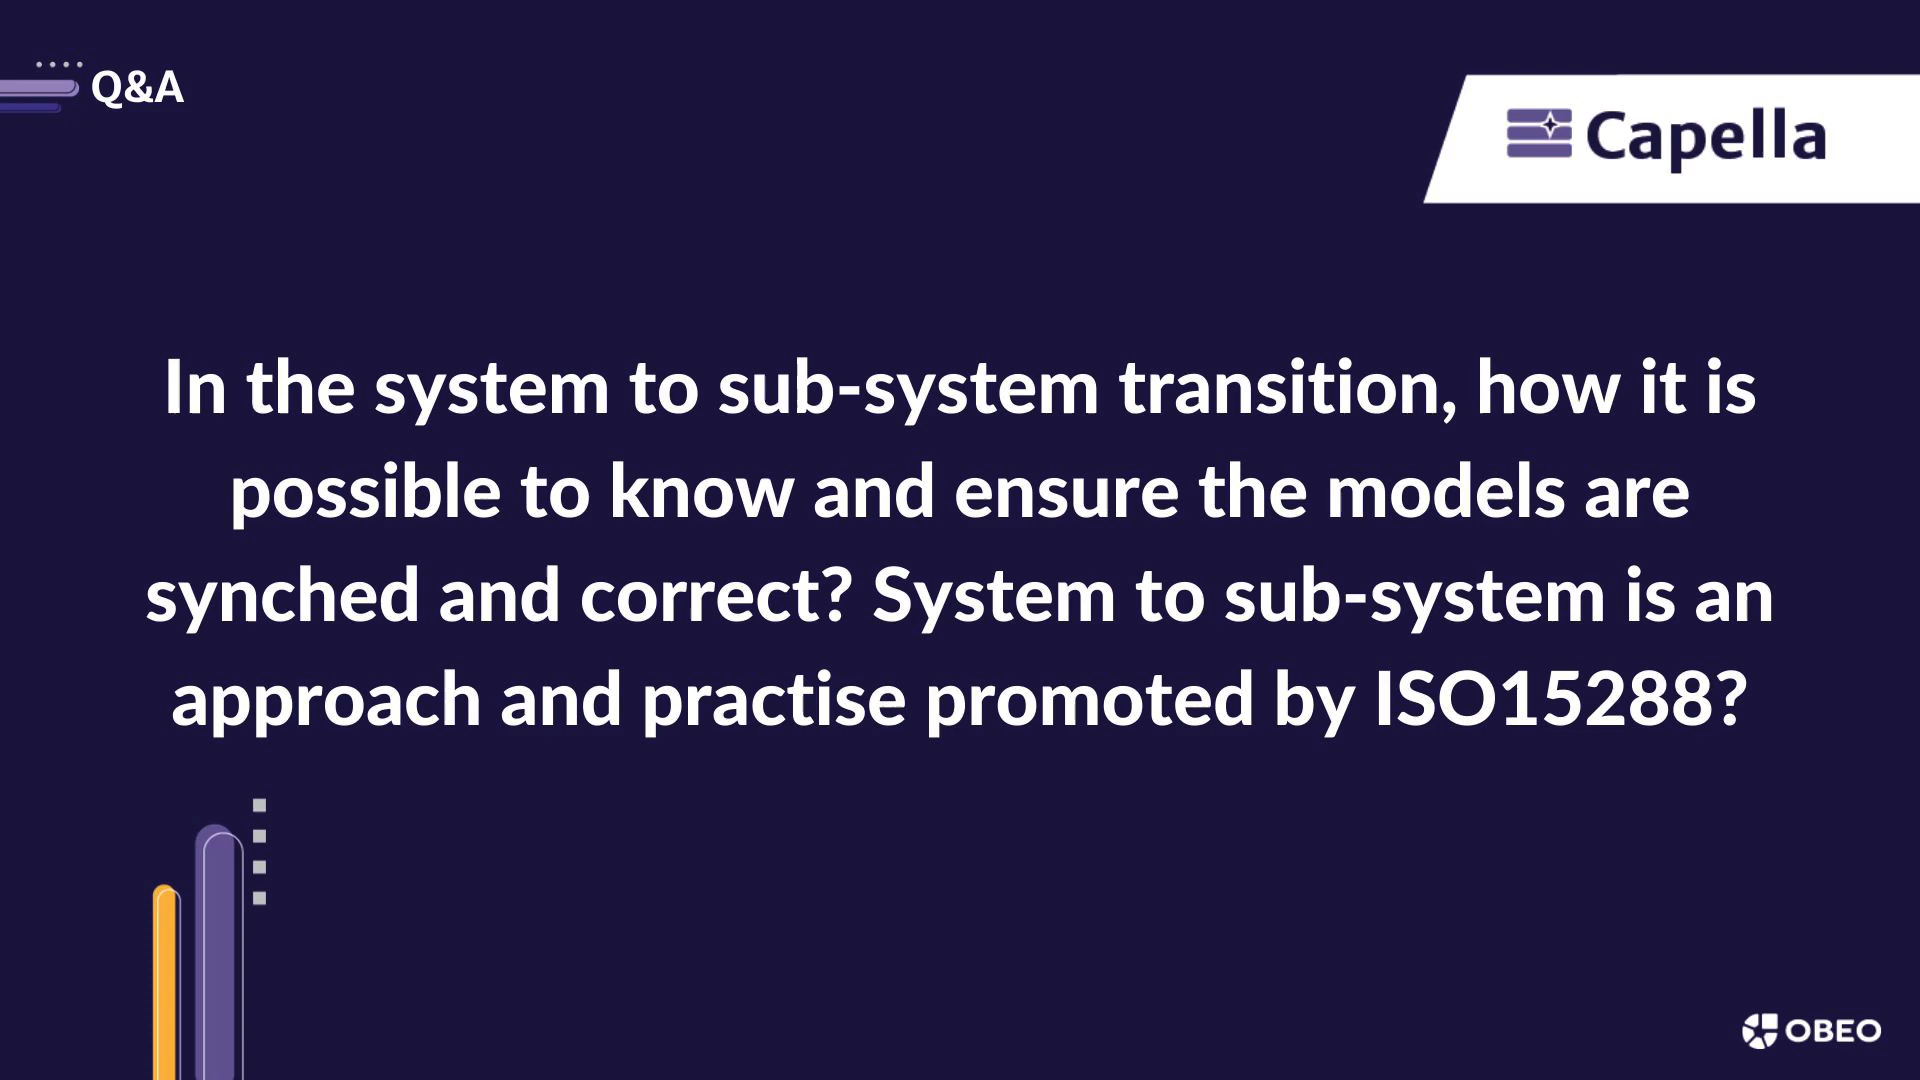 Q&A
Capella
In the system to sub-system transition, how it is
possible to know and ensure the models are
synched and correct? System to sub-system is an
approach and practise promoted by ISO15288?
OBEO